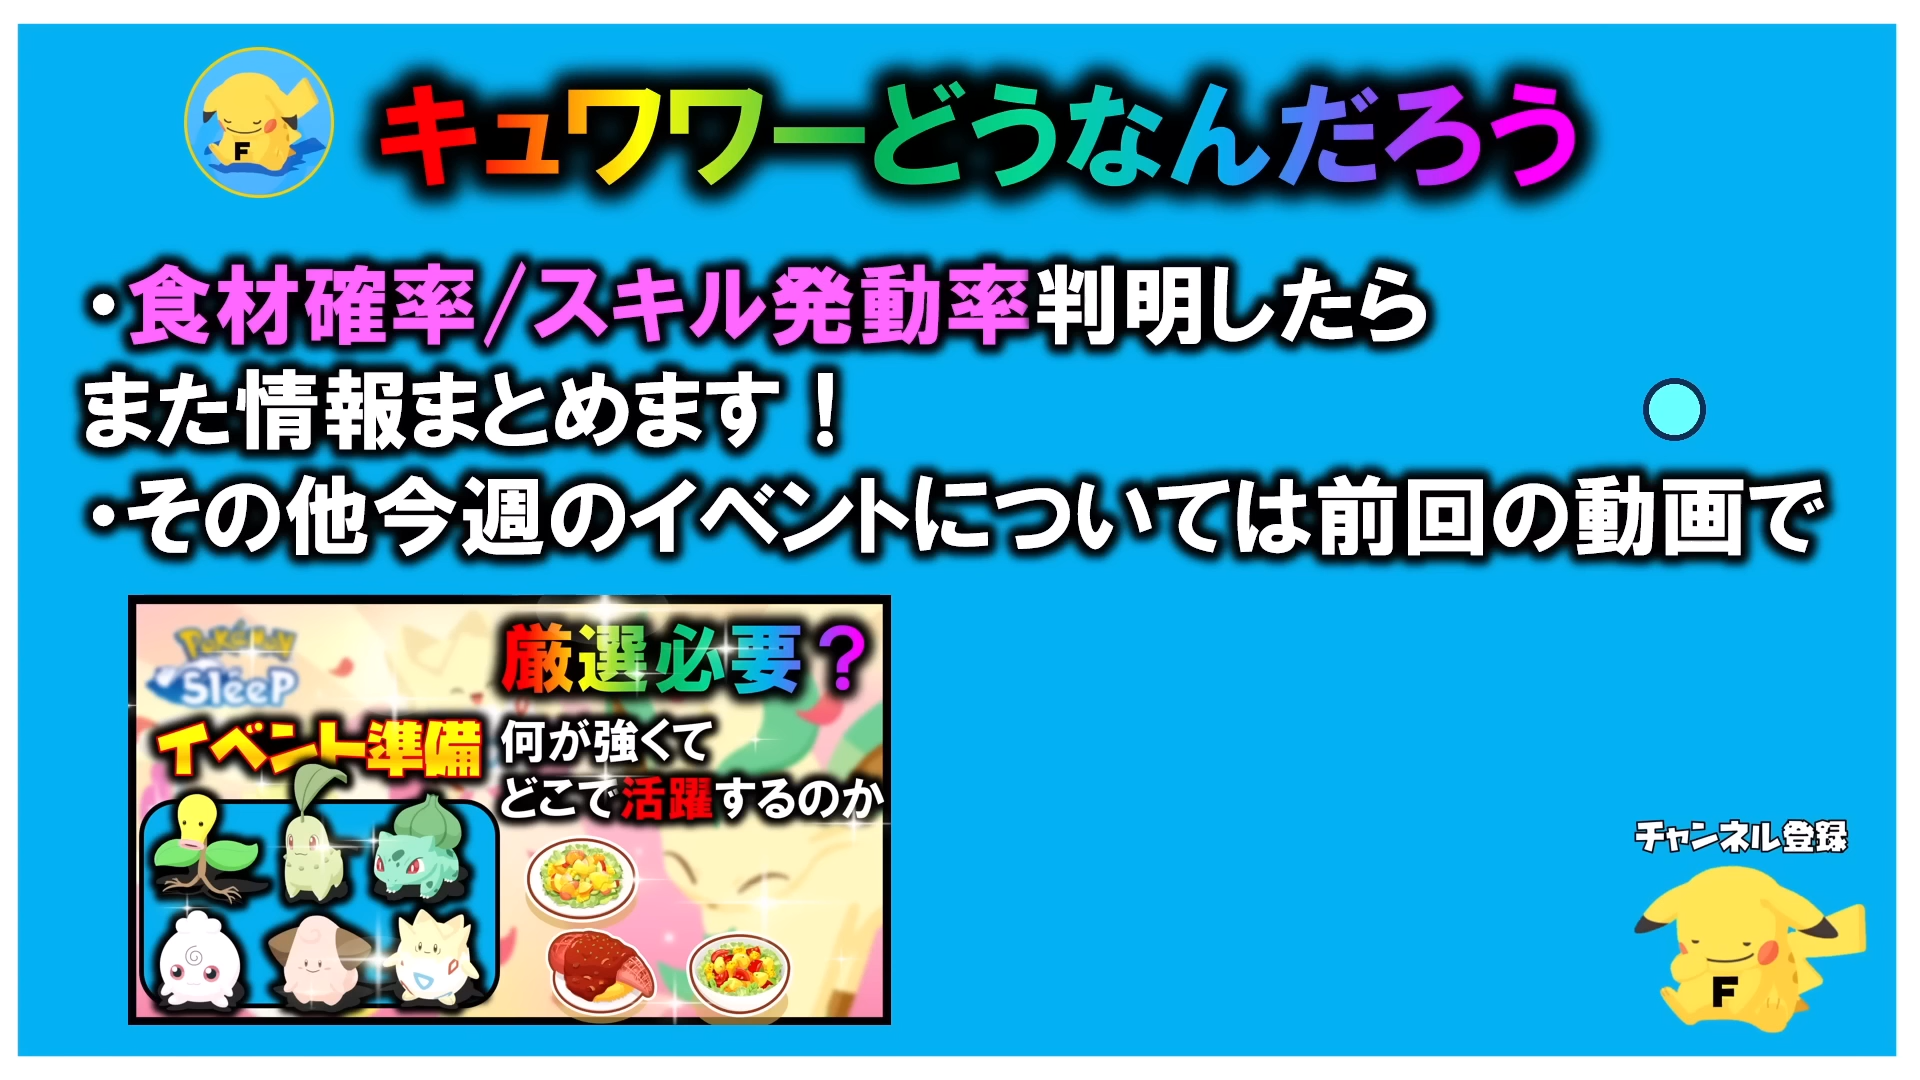 キュワワーどうなんだろう
F
・食材確率/スキル発動率判明したら
また情報まとめます！
・その他今週のイベントについては前回の動画で
Pokémon
Sleep
厳選必要？
イベント準備
何が強くて
どこで活躍するのか
チャンネル登録
F